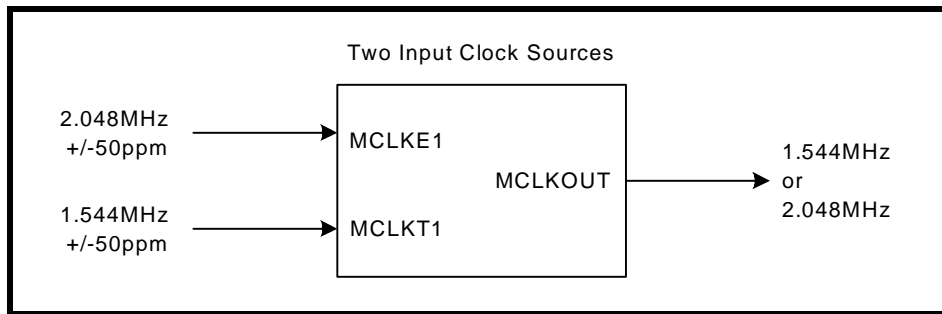 Two Input Clock Sources
2.048MHz
+/-50ppm
MCLKE1
1.544MHz
+/-50ppm
MCLKT1
MCLKOUT
1.544MHz
or
2.048MHz